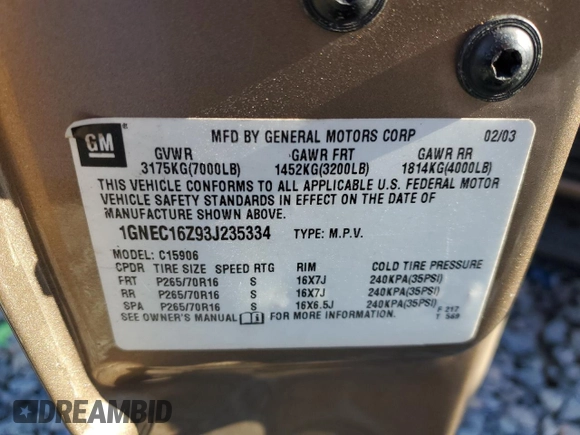 GM ®
MFD BY GENERAL MOTORS CORP 02/03
GVWR GAWR FRT GAWR RR
3175KG(7000LB) 1452KG(3200LB) 1814KG(4000LB)
THIS VEHICLE CONFORMS TO ALL APPLICABLE U.S. FEDERAL MOTOR
VEHICLE SAFETY STANDARDS IN EFFECT ON THE DATE OF
MANUFACTURE SHOWN ABOVE.
1GNEC16Z93J235334 TYPE: M.P.V.
MODEL: C15906
CPDR TIRE SIZE SPEED RTG RIM COLD TIRE PRESSURE
FRT P265/70R16 S 16X7J 240KPA(35PSI)
RR P265/70R16 S 16X7J 240KPA(35PSI)
SPA P265/70R16 S 16X6.5J 240KPA(35PSI)
SEE OWNER'S MANUAL FOR MORE INFORMATION. F 217
T 569
DREAMBID